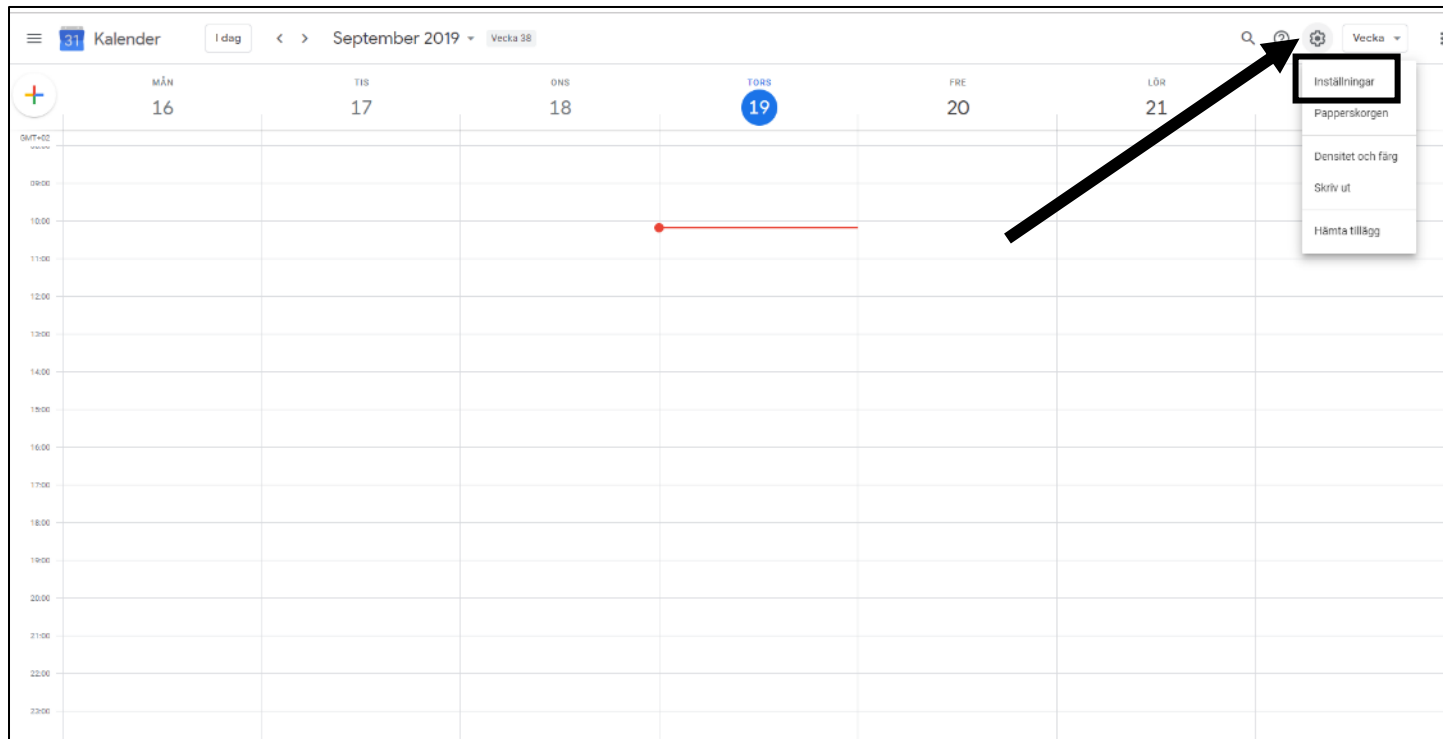 31 Kalender I dag September 2019 Vecka 38 Vecka
MÅN TIS ONS TORS FRE LÖR
16 17 18 19 20 21
GMT+02
09:00
10:00
11:00
12:00
13:00
14:00
15:00
16:00
17:00
18:00
19:00
20:00
21:00
22:00
23:00
Inställningar
Papperskorgen
Densitet och färg
Skriv ut
Hämta tillägg